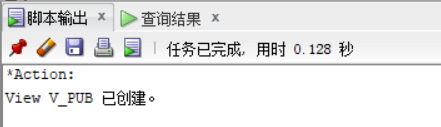 脚本输出 x 查询结果 x
任务已完成, 用时 0.128 秒
*Action:
View V_PUB 已创建。